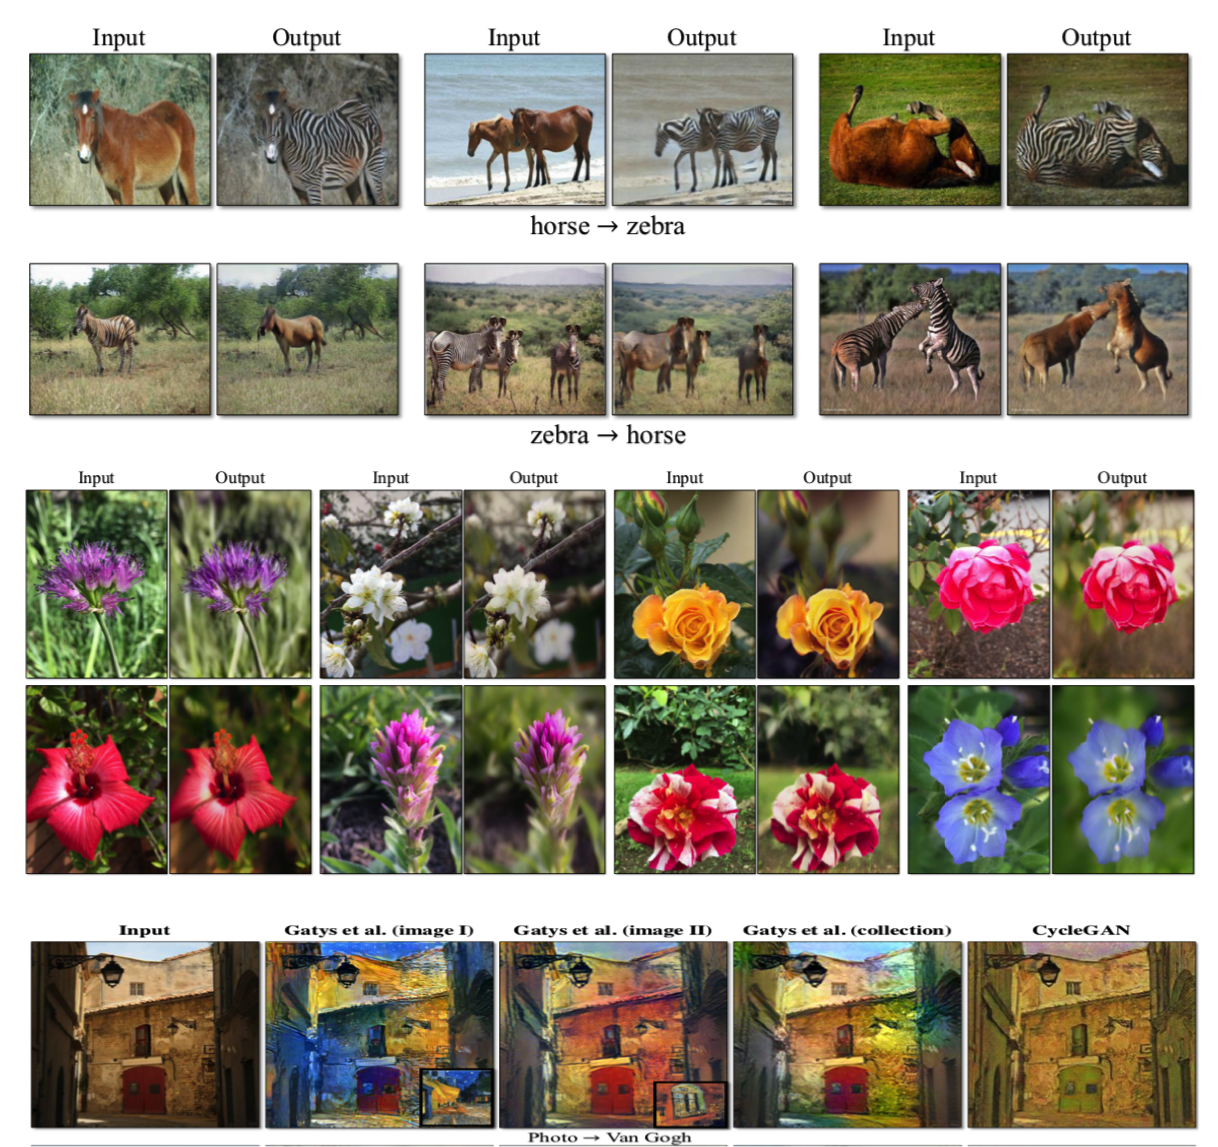 Input Output Input Output Input Output
horse → zebra
zebra → horse
Input Output Input Output Input Output Input Output
Input Gatys et al. (image I) Gatys et al. (image II) Gatys et al. (collection) CycleGAN
Photo → Van Gogh